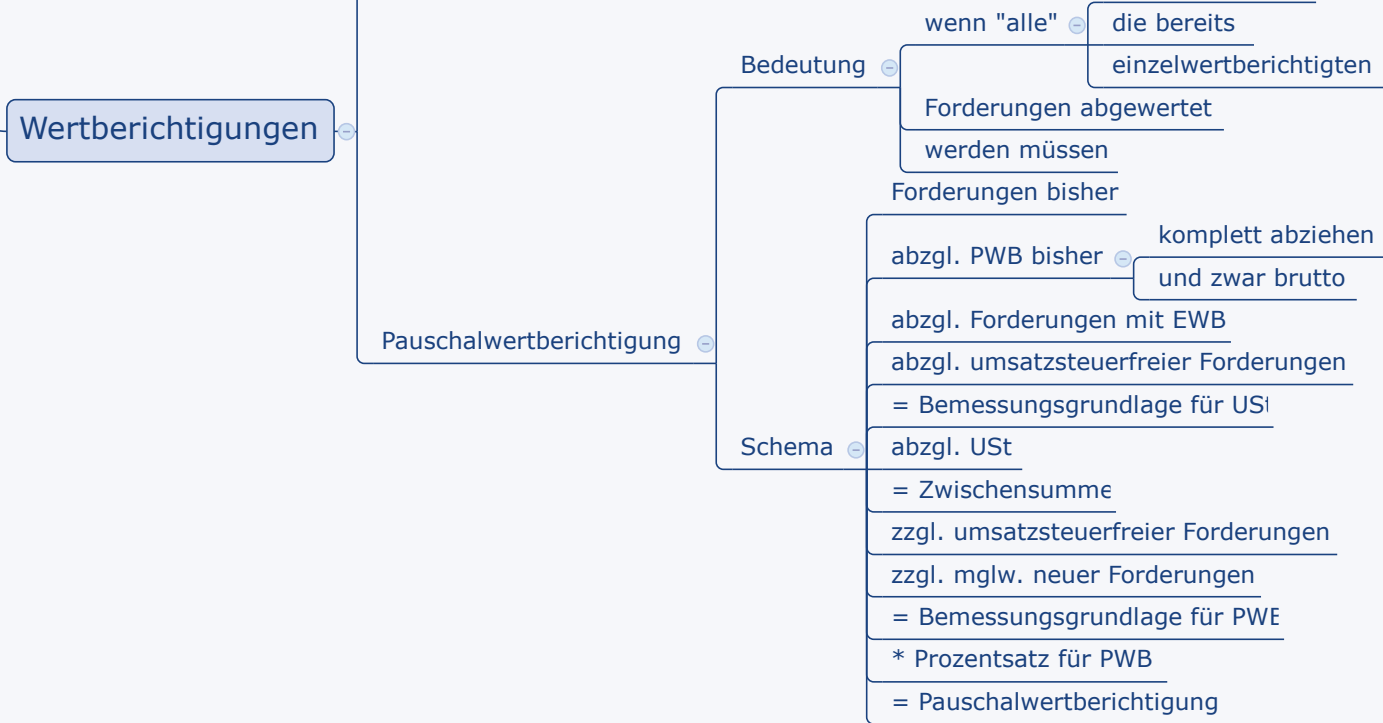 wenn "alle"
die bereits
einzelwertberichtigten
Bedeutung
Forderungen abgewertet
werden müssen
Wertberichtigungen
Forderungen bisher
abzgl. PWB bisher
komplett abziehen
und zwar brutto
abzgl. Forderungen mit EWB
Pauschalwertberichtigung
abzgl. umsatzsteuerfreier Forderungen
= Bemessungsgrundlage für USt
Schema
abzgl. USt
= Zwischensumme
zzgl. umsatzsteuerfreier Forderungen
zzgl. mglw. neuer Forderungen
= Bemessungsgrundlage für PWB
* Prozentsatz für PWB
= Pauschalwertberichtigung